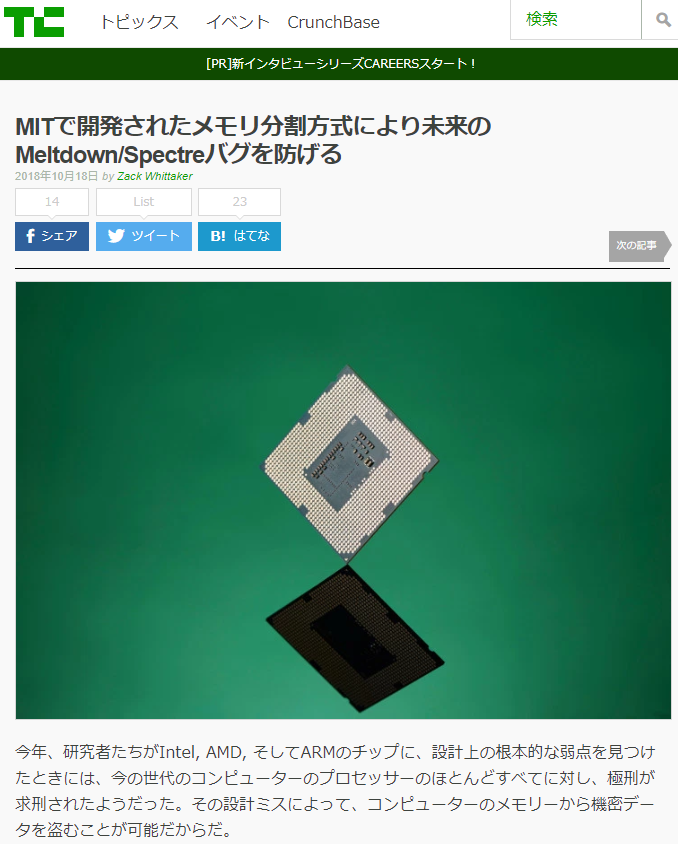 TC
トピックス イベント CrunchBase
検索
[PR]新インタビューシリーズCAREERSスタート！
MITで開発されたメモリ分割方式により未来の
Meltdown/Spectreバグを防げる
2018年10月18日 by Zack Whittaker
14 List 23
シェア ツイート B! はてな
次の記事
今年、研究者たちがIntel, AMD, そしてARMのチップに、設計上の根本的な弱点を見つけ
たときには、今の世代のコンピューターのプロセッサーのほとんどすべてに対し、極刑が
求刑されたようだった。その設計ミスによって、コンピューターのメモリーから機密デー
タを盗むことが可能だからだ。